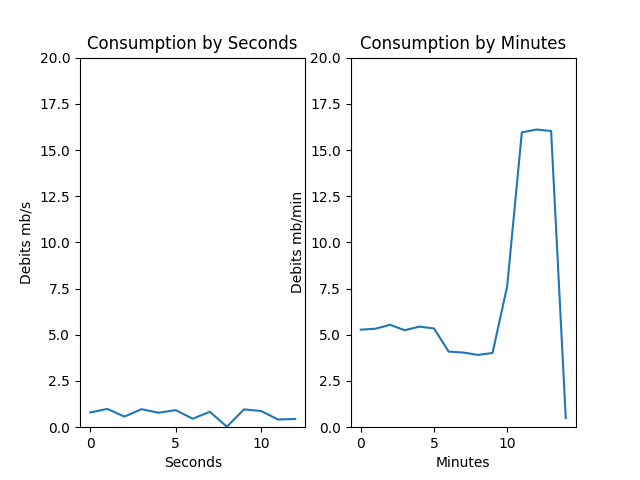 Consumption by Seconds
20.0
17.5
15.0
12.5
10.0
7.5
5.0
2.5
0.0
Debits mb/s
0 5 10
Seconds
Consumption by Minutes
20.0
17.5
15.0
12.5
10.0
7.5
5.0
2.5
0.0
Debits mb/min
0 5 10
Minutes